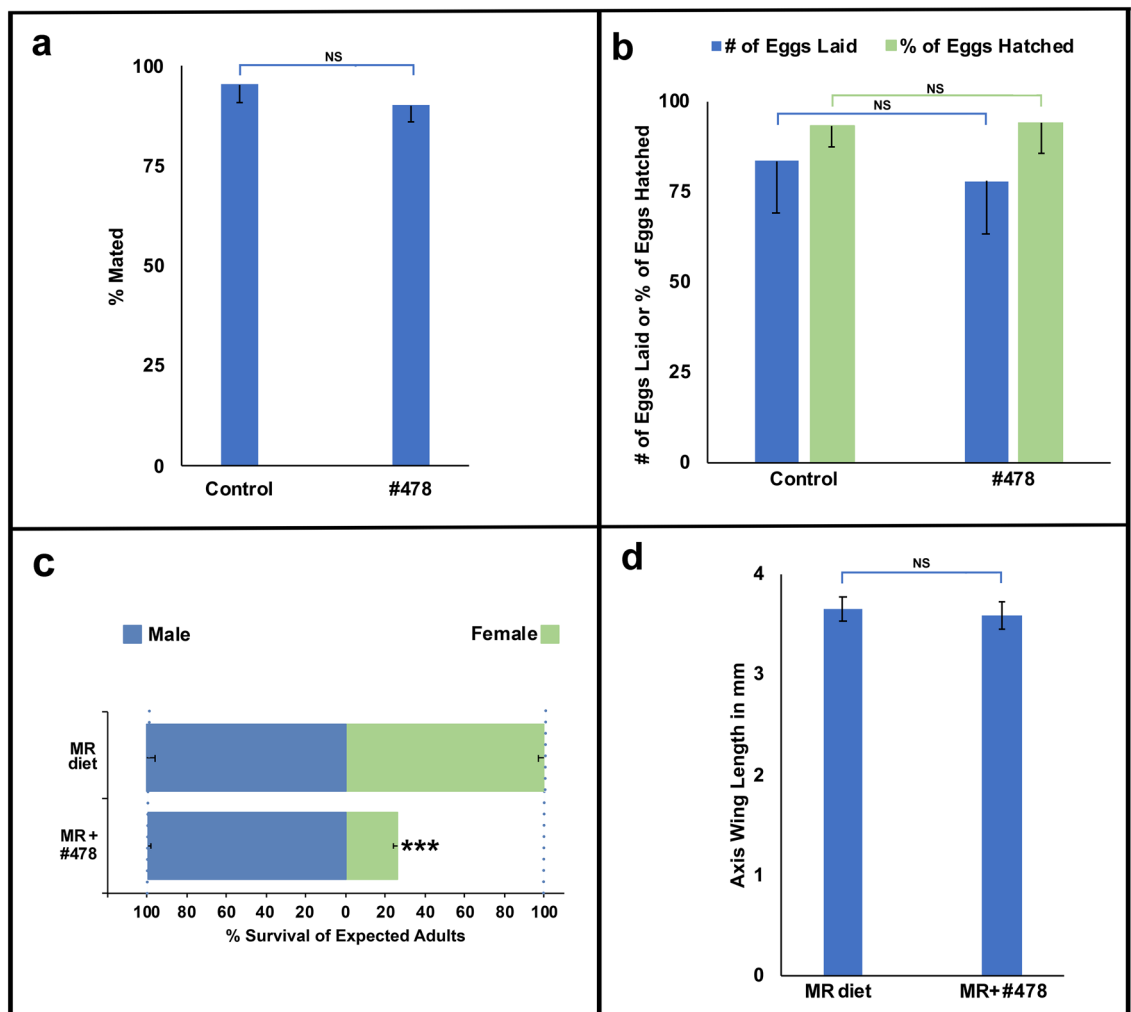 a
NS
100
75
50
25
0
% Mated
Control #478
b
# of Eggs Laid % of Eggs Hatched
NS
NS
100
75
50
25
0
# of Eggs Laid or % of Eggs Hatched
Control #478
c
Male Female
MR
diet
MR +
#478
***
100 80 60 40 20 0 20 40 60 80 100
% Survival of Expected Adults
d
NS
4
3
2
1
0
Axis Wing Length in mm
MR diet MR+ #478